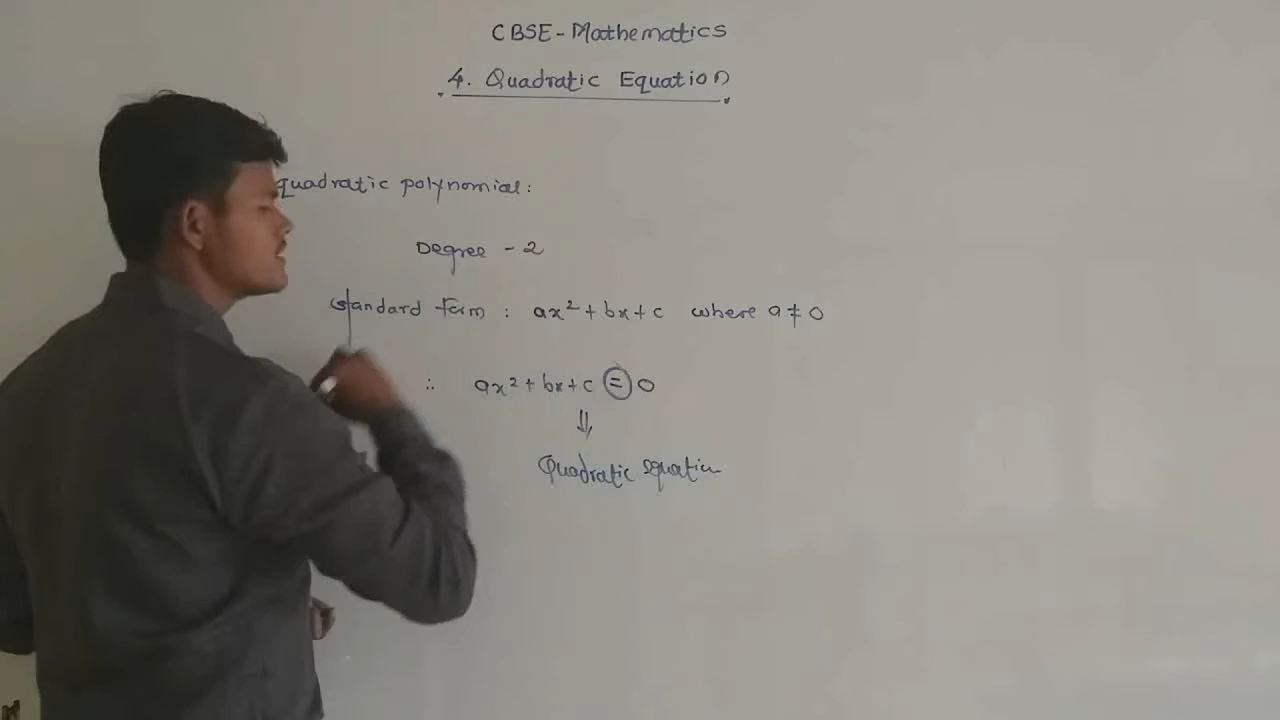 CBSE - Mathematics
4. Quadratic Equation
quadratic polynomial:
Degree - 2
standard form : ax² + bx + c where a ≠ 0
∴ ax² + bx + c = 0
⇓
Quadratic equation